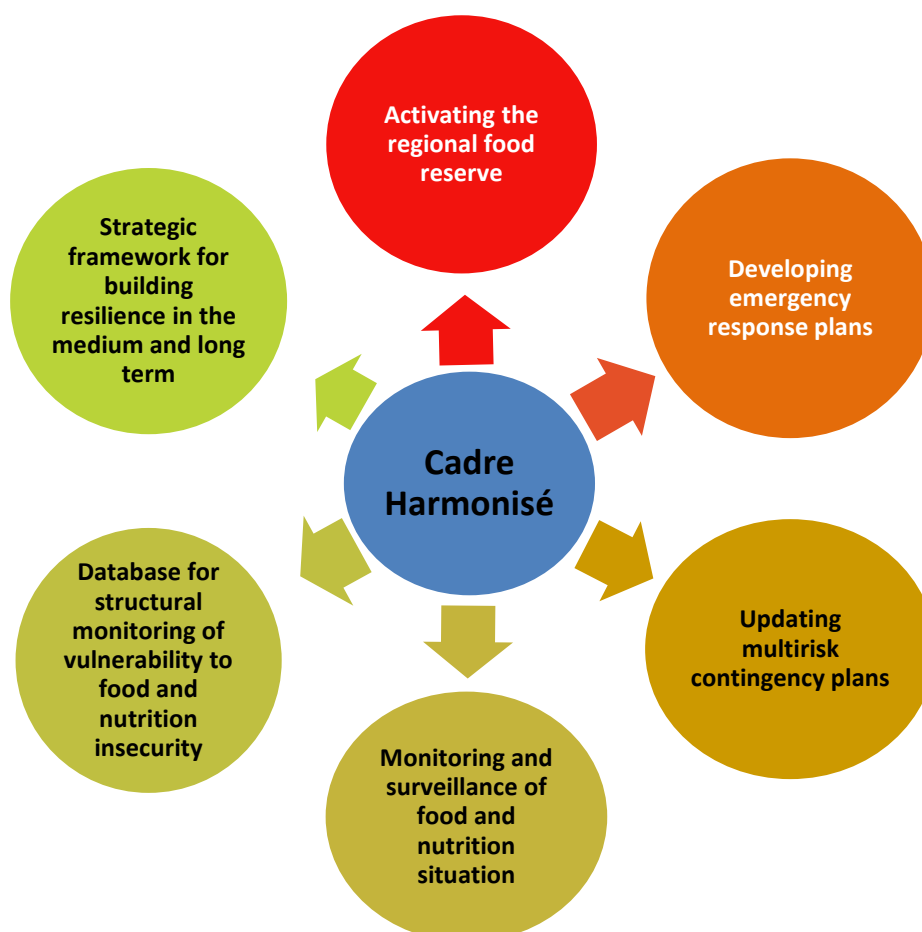 Activating the
regional food
reserve
Developing
emergency
response plans
Updating
multirisk
contingency plans
Monitoring and
surveillance of
food and
nutrition
situation
Database for
structural
monitoring of
vulnerability to
food and
nutrition
insecurity
Strategic
framework for
building
resilience in the
medium and long
term
Cadre
Harmonisé